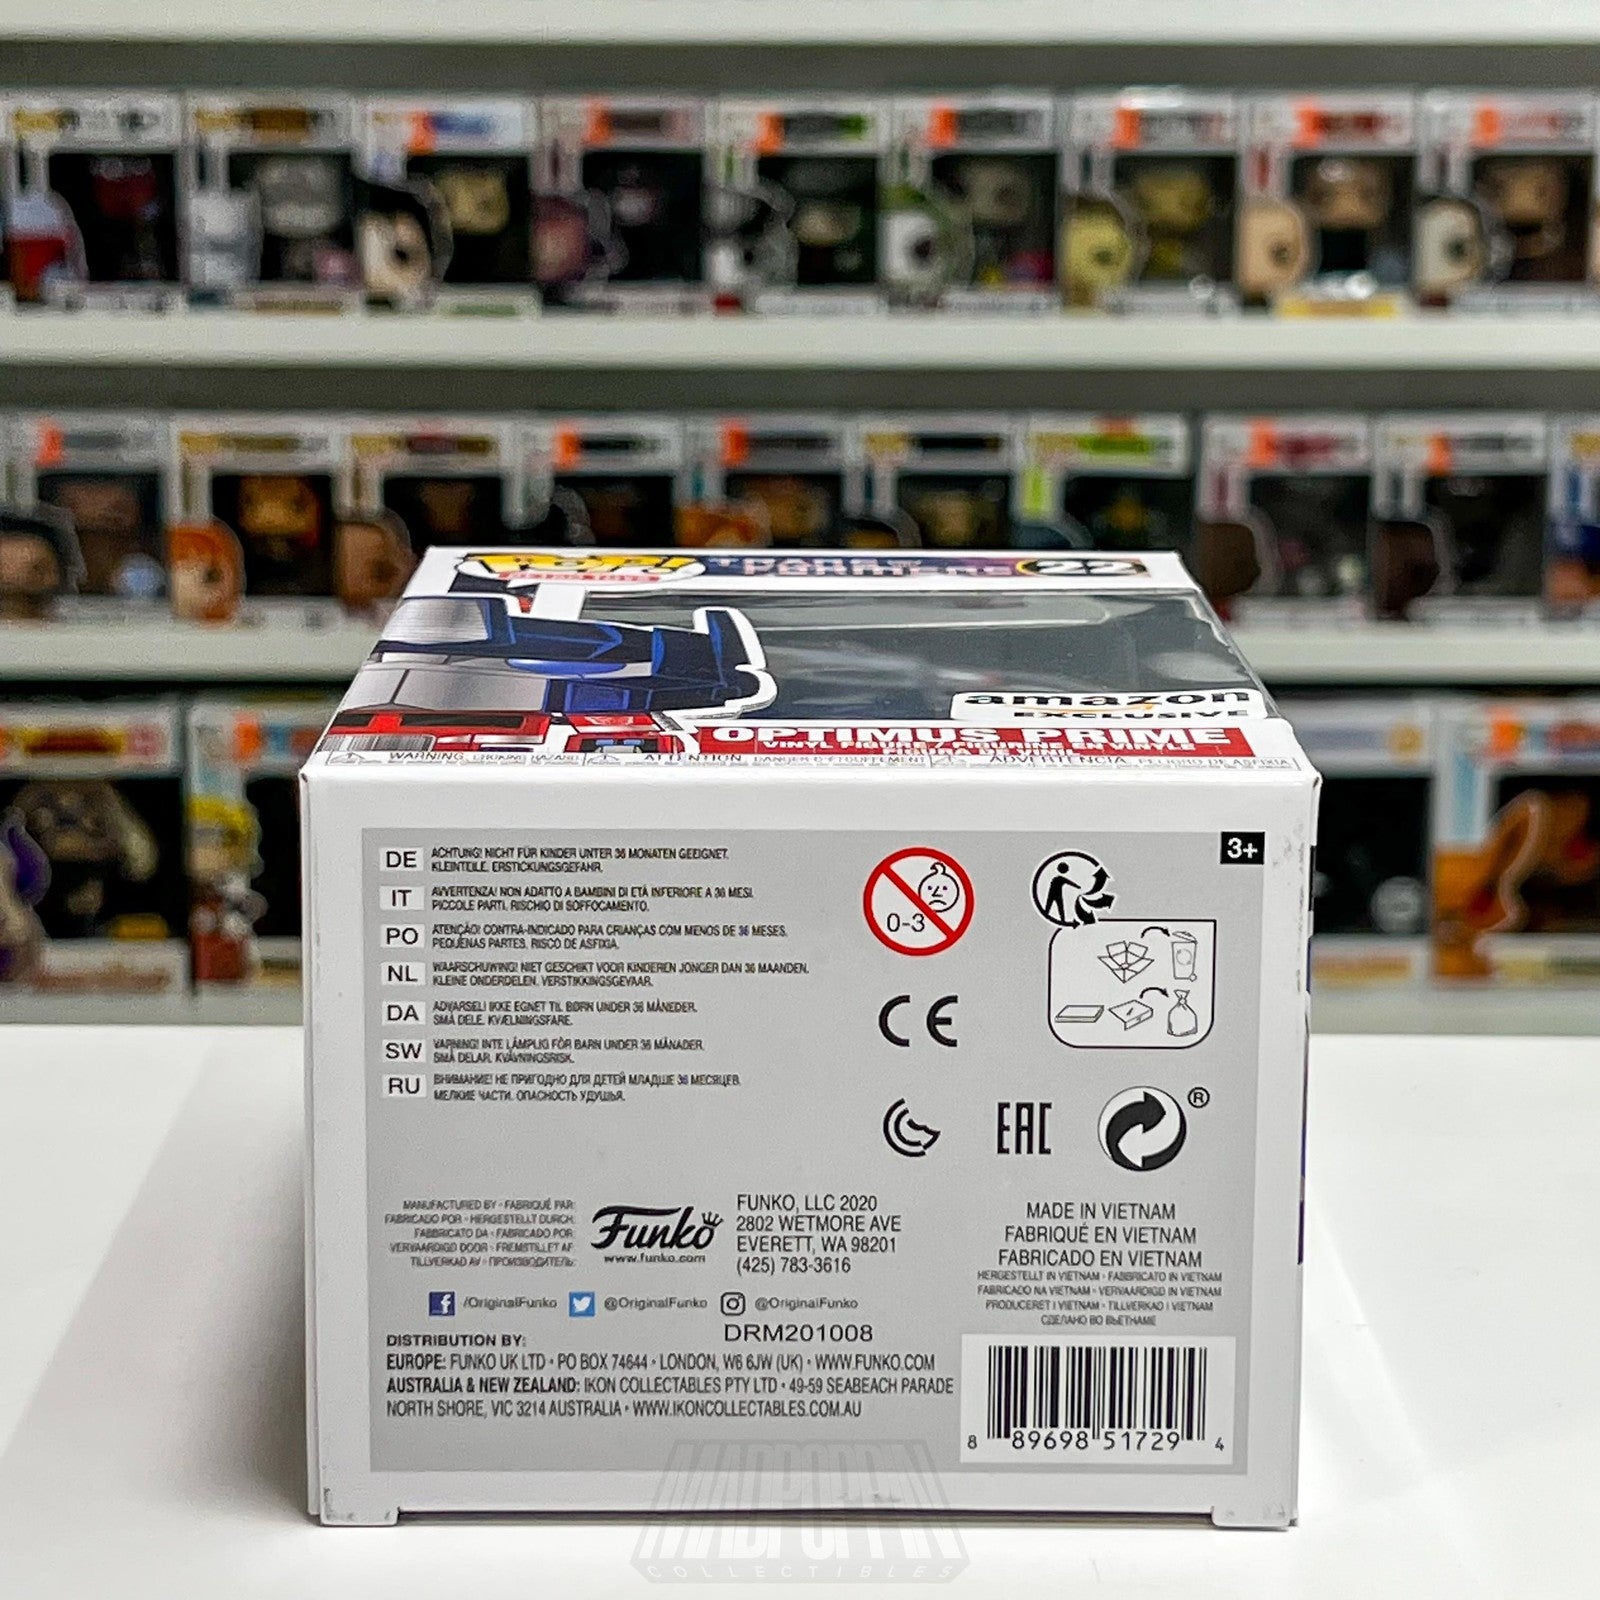 POP!
RETRO TOYS
TRANSFORMERS
22
amazon
EXCLUSIVE
OPTIMUS PRIME
VINYL FIGURE / FIGURINE EN VINYLE
WARNING: CHOKING HAZARD
ATTENTION DANGER D'ÉTOUFFEMENT
ADVERTENCIA: PELIGRO DE ASFIXIA
3+
DE ACHTUNG! NICHT FÜR KINDER UNTER 36 MONATEN GEEIGNET.
KLEINTEILE. ERSTICKUNGSGEFAHR.
IT AVVERTENZA! NON ADATTO A BAMBINI DI ETÀ INFERIORE A 36 MESI.
PICCOLE PARTI. RISCHIO DI SOFFOCAMENTO.
PO ATENÇÃO! CONTRA-INDICADO PARA CRIANÇAS COM MENOS DE 36 MESES.
PEQUENAS PARTES. RISCO DE ASFIXIA.
NL WAARSCHUWING! NIET GESCHIKT VOOR KINDEREN JONGER DAN 36 MAANDEN.
KLEINE ONDERDELEN. VERSTIKKINGSGEVAAR.
DA ADVARSEL! IKKE EGNET TIL BØRN UNDER 36 MÅNEDER.
SMÅ DELE. KVÆLNINGSFARE.
SW VARNING! INTE LÄMPLIG FÖR BARN UNDER 36 MÅNADER.
SMÅ DELAR. KVÄVNINGSRISK.
RU ВНИМАНИЕ! НЕ ПРИГОДНО ДЛЯ ДЕТЕЙ МЛАДШЕ 36 МЕСЯЦЕВ.
МЕЛКИЕ ЧАСТИ. ОПАСНОСТЬ УДУШЬЯ.
0-3
CE
EAC
®
MANUFACTURED BY • FABRIQUÉ PAR:
FABRICADO POR • HERGESTELLT DURCH:
FABBRICATO DA • FABRICADO POR:
VERVAARDIGD DOOR • FREMSTILLET AF:
TILLVERKAD AV • ПРОИЗВОДИТЕЛЬ:
Funko
www.funko.com
FUNKO, LLC 2020
2802 WETMORE AVE
EVERETT, WA 98201
(425) 783-3616
MADE IN VIETNAM
FABRIQUÉ EN VIETNAM
FABRICADO EN VIETNAM
HERGESTELLT IN VIETNAM • FABBRICATO IN VIETNAM
FABRICADO NA VIETNAM • VERVAARDIGD IN VIETNAM
PRODUCERET I VIETNAM • TILLVERKAD I VIETNAM
СДЕЛАНО ВО ВЬЕТНАМЕ
/OriginalFunko @OriginalFunko @OriginalFunko
DRM201008
DISTRIBUTION BY:
EUROPE: FUNKO UK LTD • PO BOX 74644 • LONDON, W6 6JW (UK) • WWW.FUNKO.COM
AUSTRALIA & NEW ZEALAND: IKON COLLECTABLES PTY LTD • 49-59 SEABEACH PARADE
NORTH SHORE, VIC 3214 AUSTRALIA • WWW.IKONCOLLECTABLES.COM.AU
8 89698 51729 4
MADPOPPIN
COLLECTIBLES